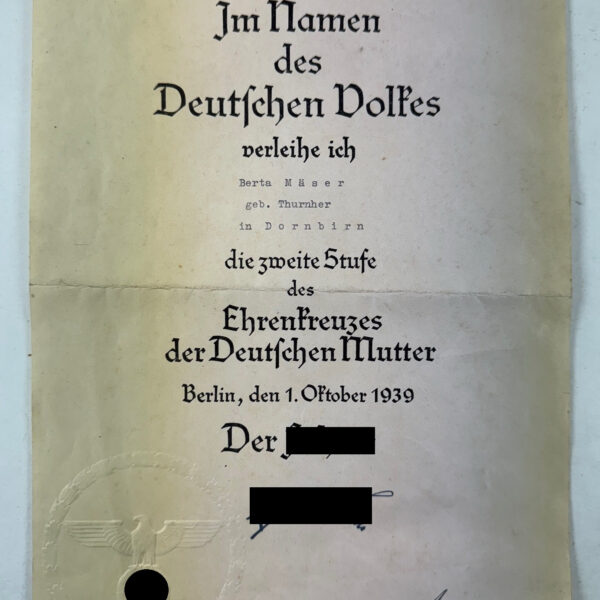 Im Namen
des
Deutſchen Volkes
verleihe ich
Berta Mäser
geb. Thurnher
in Dornbirn
die zweite Stufe
des
Ehrenkreuzes
der Deutſchen Mutter
Berlin, den 1. Oktober 1939
Der